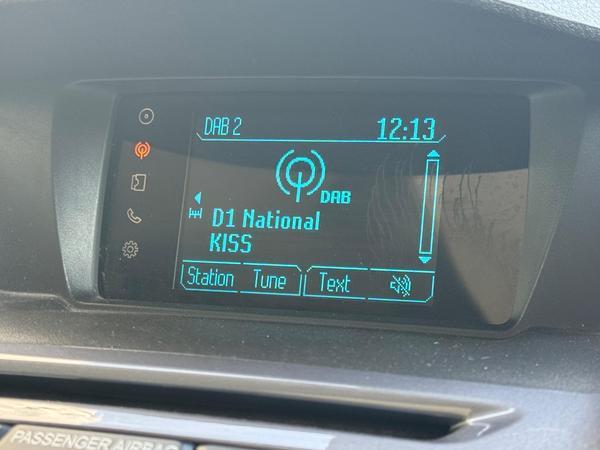 DAB 2 12:13
DAB
D1 National
KISS
Station Tune Text
PASSENGER AIRBAG